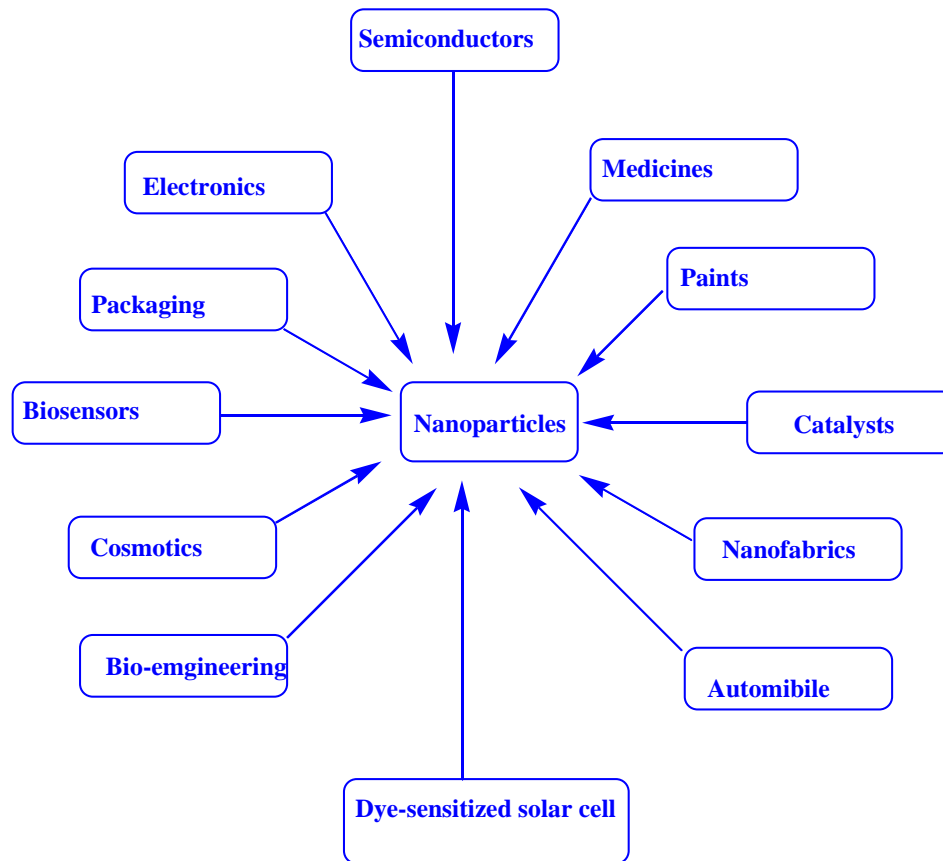 Semiconductors
Medicines
Electronics
Paints
Packaging
Biosensors
Nanoparticles
Catalysts
Cosmotics
Nanofabrics
Bio-emgineering
Automibile
Dye-sensitized solar cell